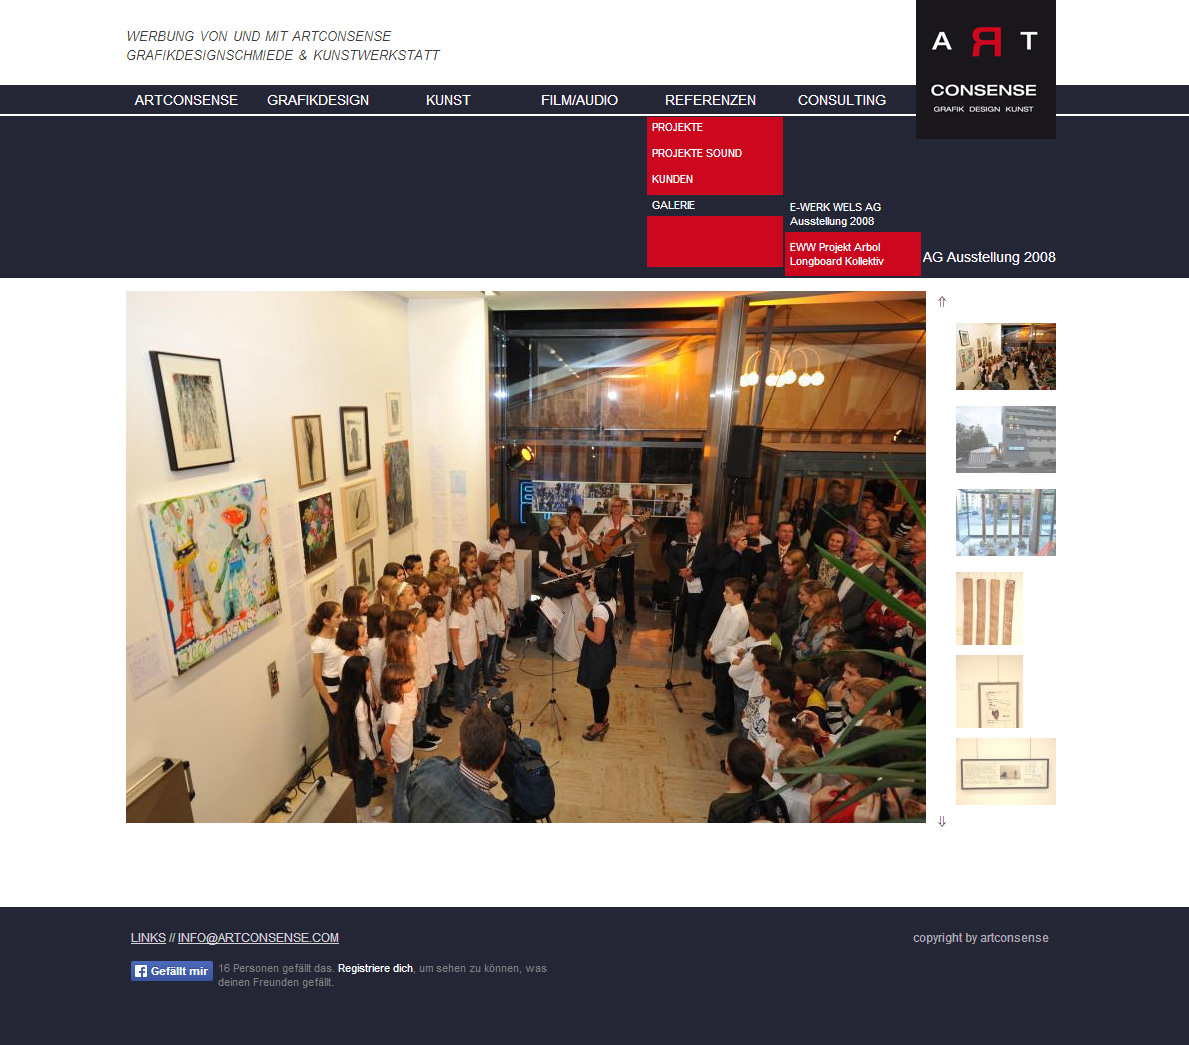 WERBUNG VON UND MIT ARTCONSENSE
GRAFIKDESIGNSCHMIEDE & KUNSTWERKSTATT
ART
CONSENSE
GRAFIK DESIGN KUNST
ARTCONSENSE GRAFIKDESIGN KUNST FILM/AUDIO REFERENZEN CONSULTING
PROJEKTE
PROJEKTE SOUND
KUNDEN
GALERIE
E-WERK WELS AG
Ausstellung 2008
EWW Projekt Arbol
Longboard Kollektiv
AG Ausstellung 2008
⇑
⇓
LINKS // INFO@ARTCONSENSE.COM
copyright by artconsense
Gefällt mir
16 Personen gefällt das. Registriere dich, um sehen zu können, was
deinen Freunden gefällt.